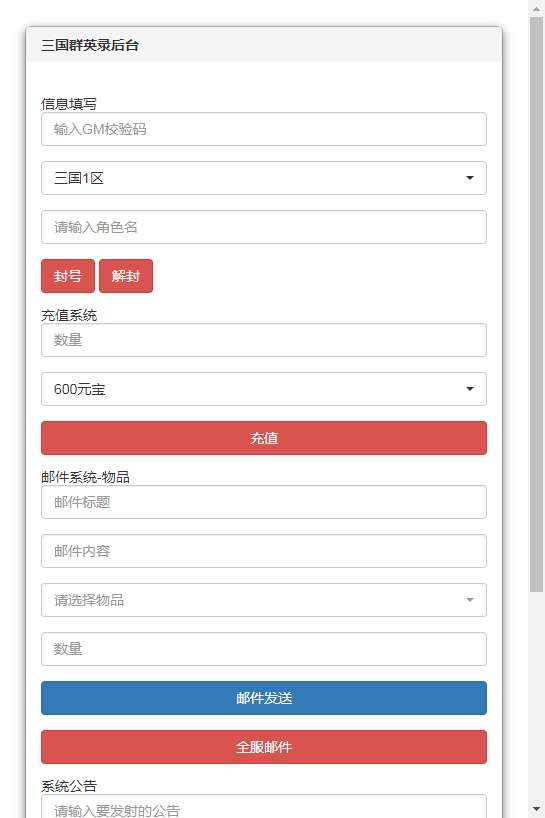 三国群英录后台
信息填写
输入GM校验码
三国1区
请输入角色名
封号 解封
充值系统
数量
600元宝
充值
邮件系统-物品
邮件标题
邮件内容
请选择物品
数量
邮件发送
全服邮件
系统公告
请输入要发射的公告